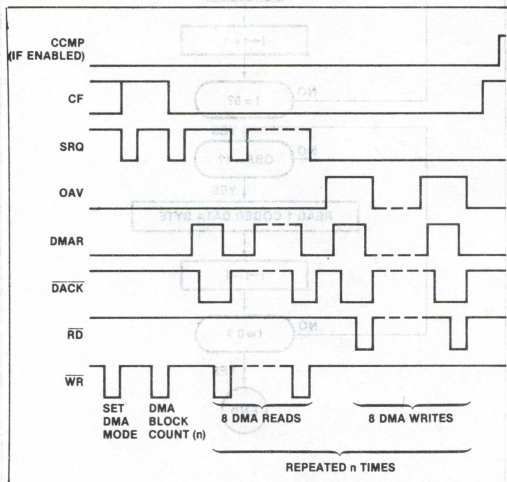 CCMP
(IF ENABLED)
CF
SRQ
OAV
DMAR
DACK
RD
WR
SET
DMA
MODE
DMA
BLOCK
COUNT (n)
8 DMA READS
8 DMA WRITES
REPEATED n TIMES